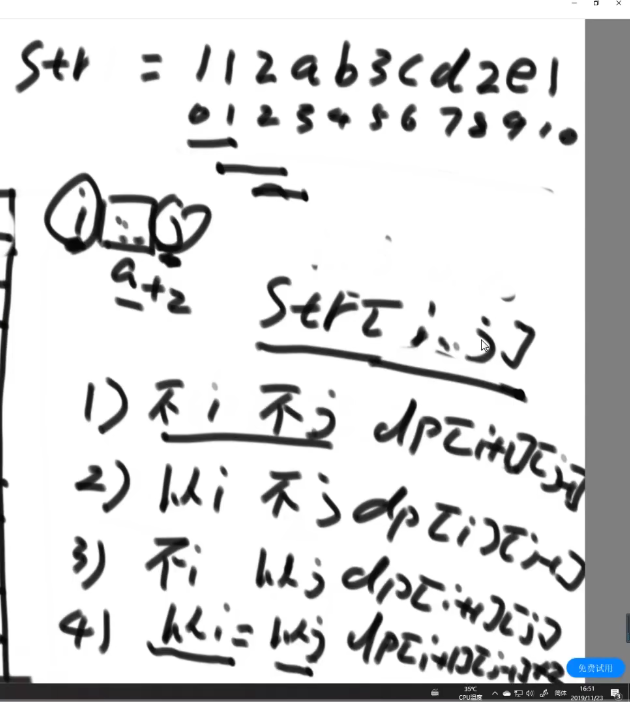 str = 112ab3cd2e1
0 1 2 3 4 5 6 7 8 9 10
i .. j
a+2
str[i..j]
1) 不i 不j dp[i+1][j-1]
2) 以i 不j dp[i][j-1]
3) 不i 以j dp[i+1][j]
4) 以i=以j dp[i+1][j-1]+2
免费试用
35℃
CPU温度
简体
16:51
2019/11/23
3